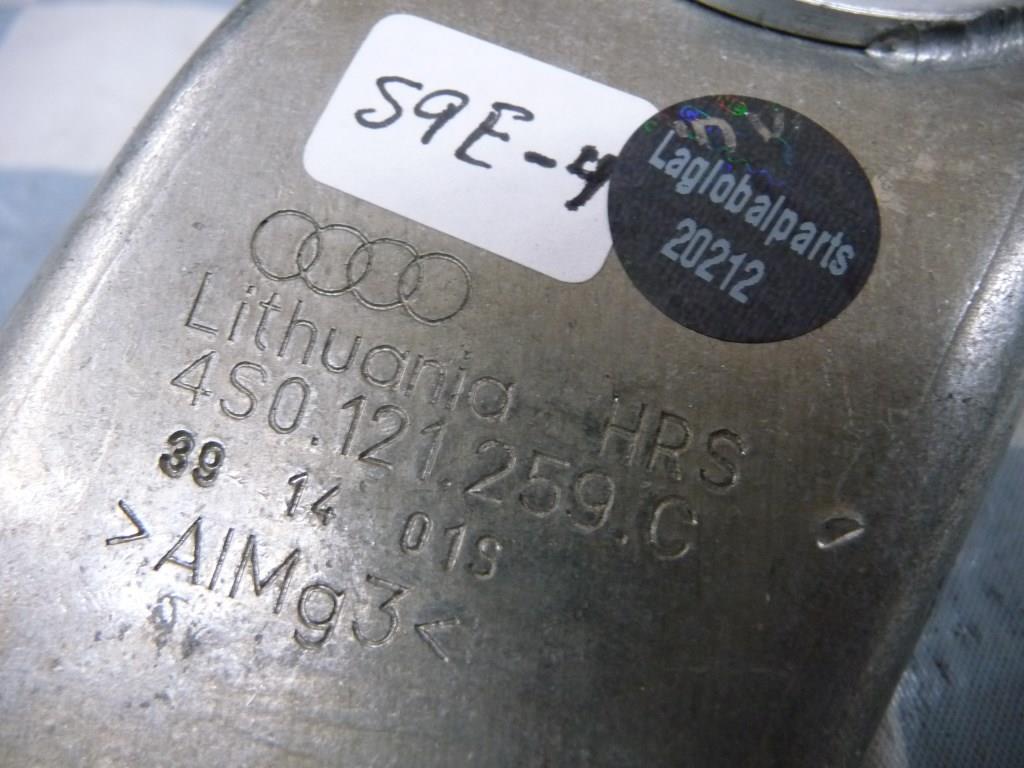 S9E-4
Laglobalparts
20212
Lithuania HRS
4S0.121.259.C
39 14 01S
>AlMg3<